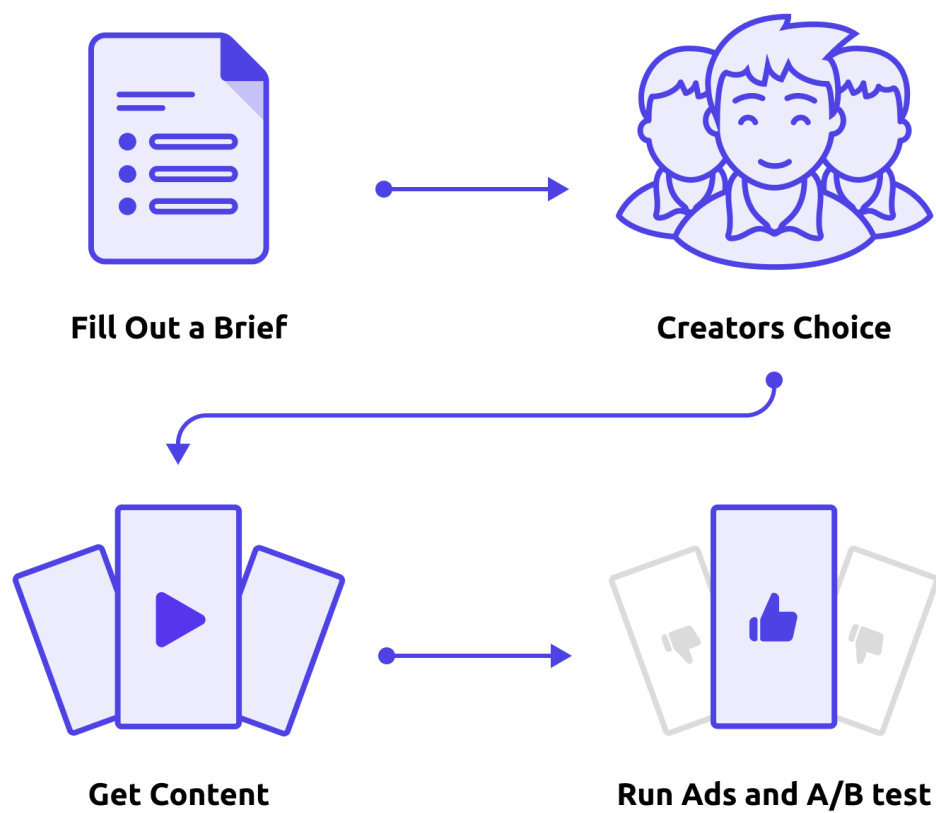 Fill Out a Brief
Creators Choice
Get Content
Run Ads and A/B test